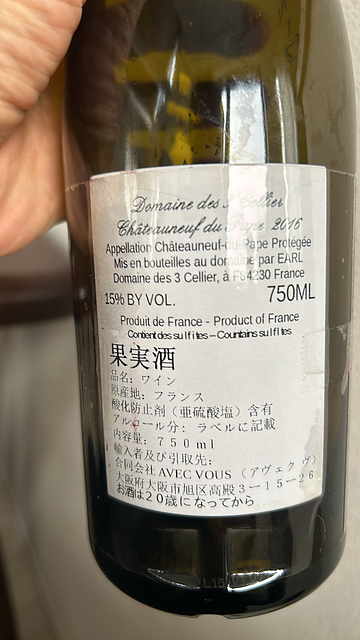 Domaine des 3 Cellier
Châteauneuf du Pape 2016
Appellation Châteauneuf-du-Pape Protégée
Mis en bouteilles au domaine par EARL
Domaine des 3 Cellier, à F84230 France
15% BY VOL. 750ML
Produit de France - Product of France
Contient des sulfites – Countains sulfites
果実酒
品名: ワイン
原産地: フランス
酸化防止剤（亜硫酸塩）含有
アルコール分: ラベルに記載
内容量: 750ml
輸入者及び引取先:
合同会社 AVEC VOUS（アヴェク ヴ）
大阪府大阪市旭区高殿3－15－26
お酒は20歳になってから